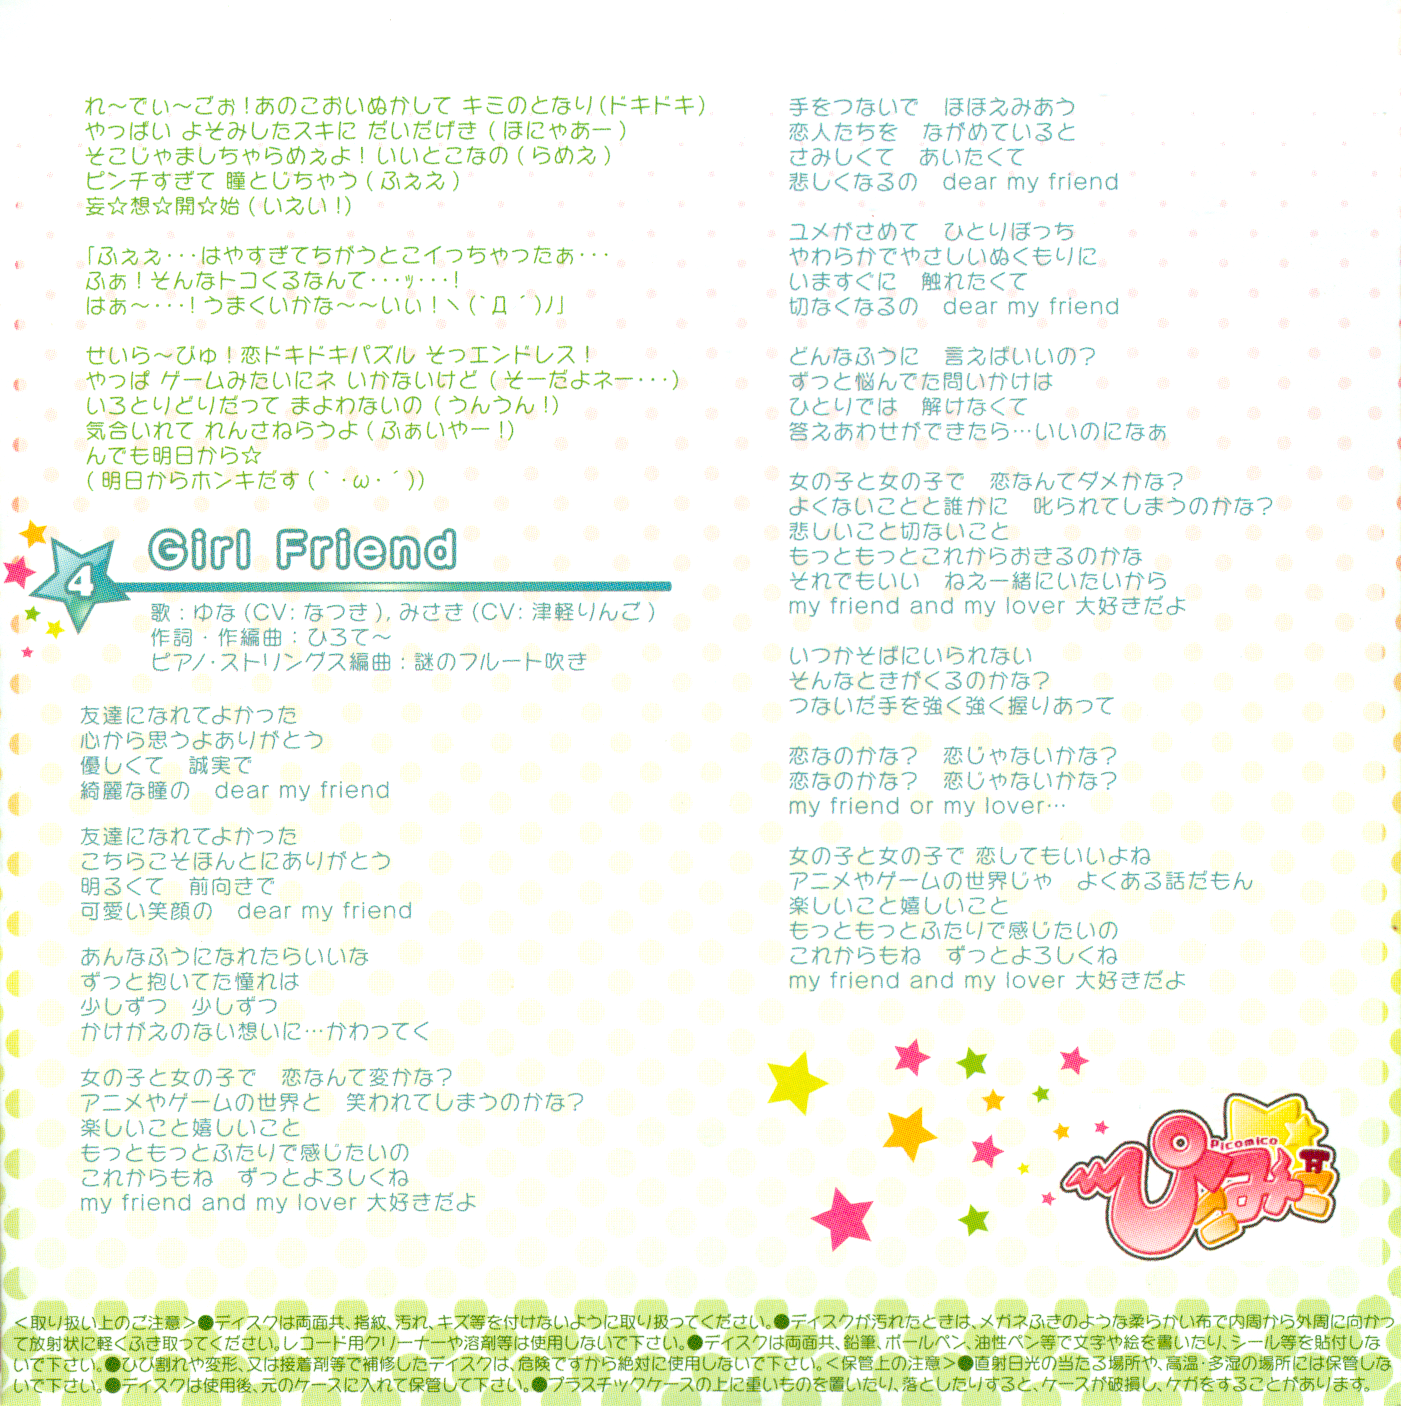 れ～でぃ～ごぉ！あのこおいぬかして キミのとなり(ドキドキ)
やっぱい よそみしたスキに だいだげき(ほにゃあー)
そこじゃましちゃらめぇよ！いいとこなの(らめえ)
ピンチすぎて 瞳とじちゃう(ふええ)
妄☆想☆開☆始(いえい!)
「ふぇぇ･･･はやすぎてちがうとこイっちゃったぁ･･･
ふぁ！そんなトコくるなんて･･･ッ･･･！
はぁ～･･･！うまくいかな～～いい！ヽ(｀Д´)ﾉ」
せいら～びゅ！恋ドキドキパズル そっエンドレス！
やっぱ ゲームみたいにネ いかないけど(そーだよネー･･･)
いろとりどりだって まよわないの(うんうん!)
気合いれて れんさねらうよ(ふぁいやー!)
んでも明日から☆
(明日からホンキだす(｀･ω･´))
4 Girl Friend
歌：ゆな(CV:なつき),みさき(CV:津軽りんご)
作詞・作編曲：ひろて～
ピアノ・ストリングス編曲：謎のフルート吹き
友達になれてよかった
心から思うよありがとう
優しくて　誠実で
綺麗な瞳の　dear my friend
友達になれてよかった
こちらこそほんとにありがとう
明るくて　前向きで
可愛い笑顔の　dear my friend
あんなふうになれたらいいな
ずっと抱いてた憧れは
少しずつ　少しずつ
かけがえのない想いに…かわってく
女の子と女の子で　恋なんて変かな？
アニメやゲームの世界と　笑われてしまうのかな？
楽しいこと嬉しいこと
もっともっとふたりで感じたいの
これからもね　ずっとよろしくね
my friend and my lover 大好きだよ
手をつないで　ほほえみあう
恋人たちを　ながめていると
さみしくて　あいたくて
悲しくなるの　dear my friend
ユメがさめて　ひとりぼっち
やわらかでやさしいぬくもりに
いますぐに　触れたくて
切なくなるの　dear my friend
どんなふうに　言えばいいの？
ずっと悩んでた問いかけは
ひとりでは　解けなくて
答えあわせができたら…いいのになぁ
女の子と女の子で　恋なんてダメかな？
よくないことと誰かに　叱られてしまうのかな？
悲しいこと切ないこと
もっともっとこれからおきるのかな
それでもいい　ねえ一緒にいたいから
my friend and my lover 大好きだよ
いつかそばにいられない
そんなときがくるのかな？
つないだ手を強く強く握りあって
恋なのかな？　恋じゃないかな？
恋なのかな？　恋じゃないかな？
my friend or my lover…
女の子と女の子で 恋してもいいよね
アニメやゲームの世界じゃ　よくある話だもん
楽しいこと嬉しいこと
もっともっとふたりで感じたいの
これからもね　ずっとよろしくね
my friend and my lover 大好きだよ
Picomico
ぴこみこ
＜取り扱い上のご注意＞●ディスクは両面共、指紋、汚れ、キズ等を付けないように取り扱ってください。●ディスクが汚れたときは、メガネふきのような柔らかい布で内周から外周に向かっ
て放射状に軽くふき取ってください。レコード用クリーナーや溶剤等は使用しないで下さい。●ディスクは両面共、鉛筆、ボールペン、油性ペン等で文字や絵を書いたり、シール等を貼付しな
いで下さい。●ひび割れや変形、又は接着剤等で補修したディスクは、危険ですから絶対に使用しないで下さい。＜保管上の注意＞●直射日光の当たる場所や、高温・多湿の場所には保管しな
いで下さい。●ディスクは使用後、元のケースに入れて保管して下さい。●プラスチックケースの上に重いものを置いたり、落としたりすると、ケースが破損し、ケガをすることがあります。